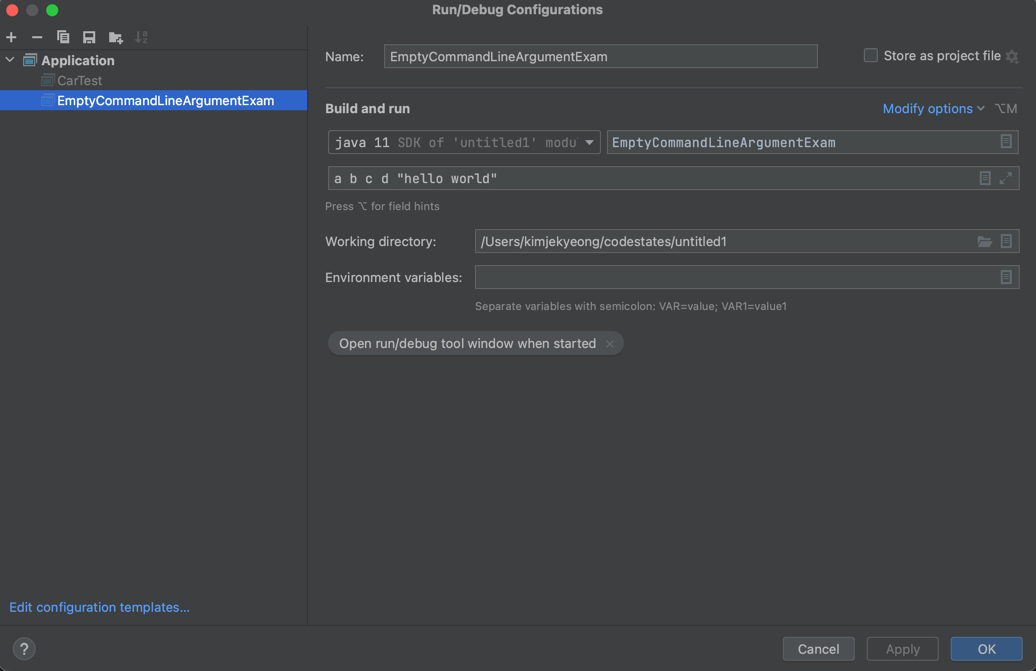 Run/Debug Configurations
Application
CarTest
EmptyCommandLineArgumentExam
Name: EmptyCommandLineArgumentExam Store as project file
Build and run Modify options ⌥M
java 11 SDK of 'untitled1' modu EmptyCommandLineArgumentExam
a b c d "hello world"
Press ⌥ for field hints
Working directory: /Users/kimjekyeong/codestates/untitled1
Environment variables:
Separate variables with semicolon: VAR=value; VAR1=value1
Open run/debug tool window when started ×
Edit configuration templates...
? Cancel Apply OK